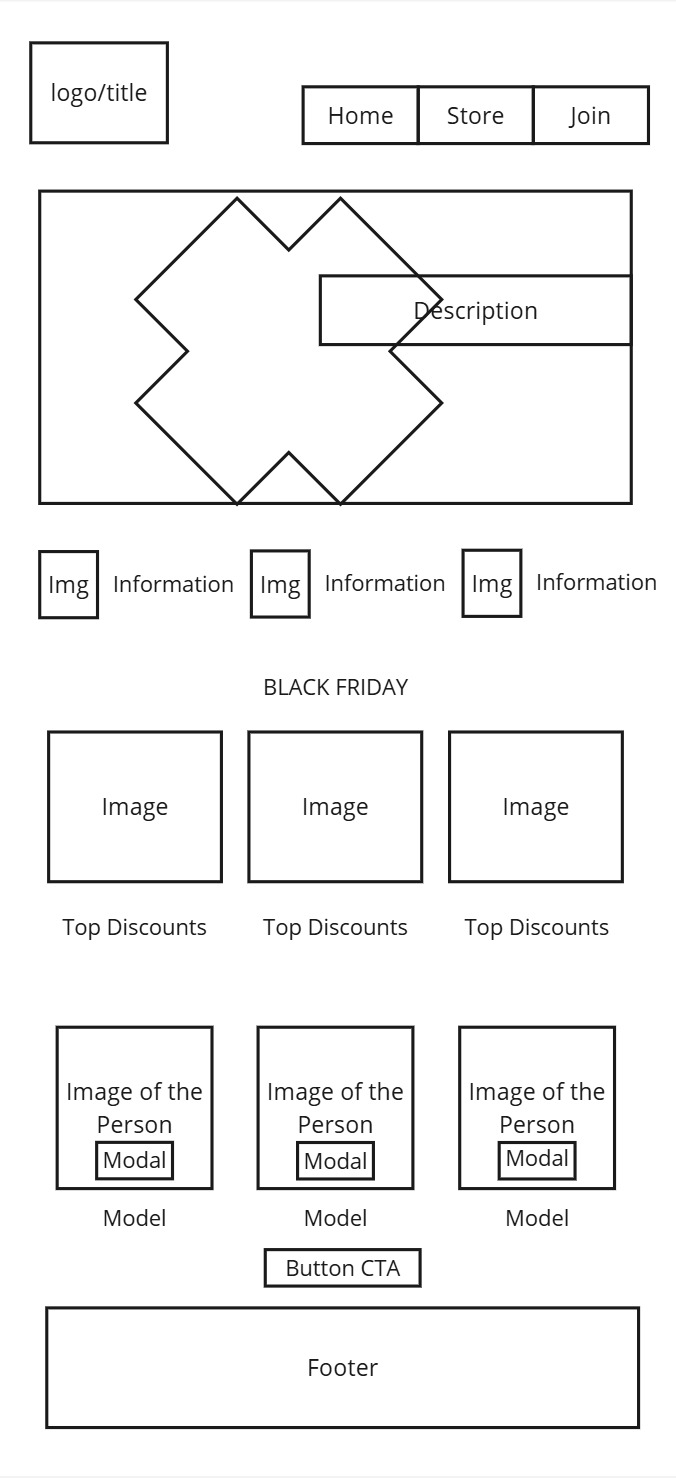 logo/title
Home Store Join
Description
Img Information Img Information Img Information
BLACK FRIDAY
Image Image Image
Top Discounts Top Discounts Top Discounts
Image of the Image of the Image of the
Person Person Person
Modal Modal Modal
Model Model Model
Button CTA
Footer